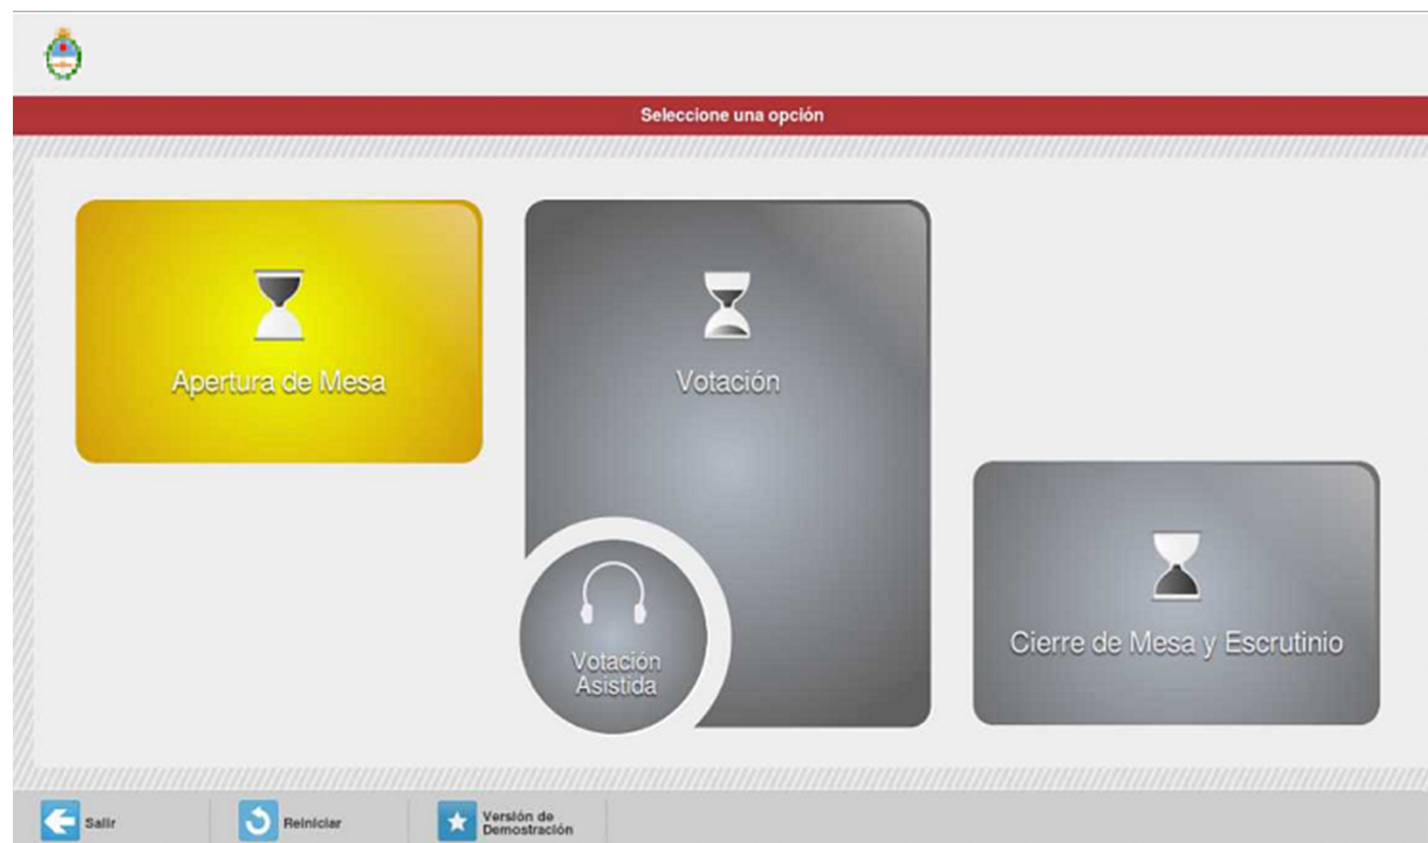 Seleccione una opción
Apertura de Mesa
Votación
Votación
Asistida
Cierre de Mesa y Escrutinio
Salir
Reiniciar
Versión de
Demostración